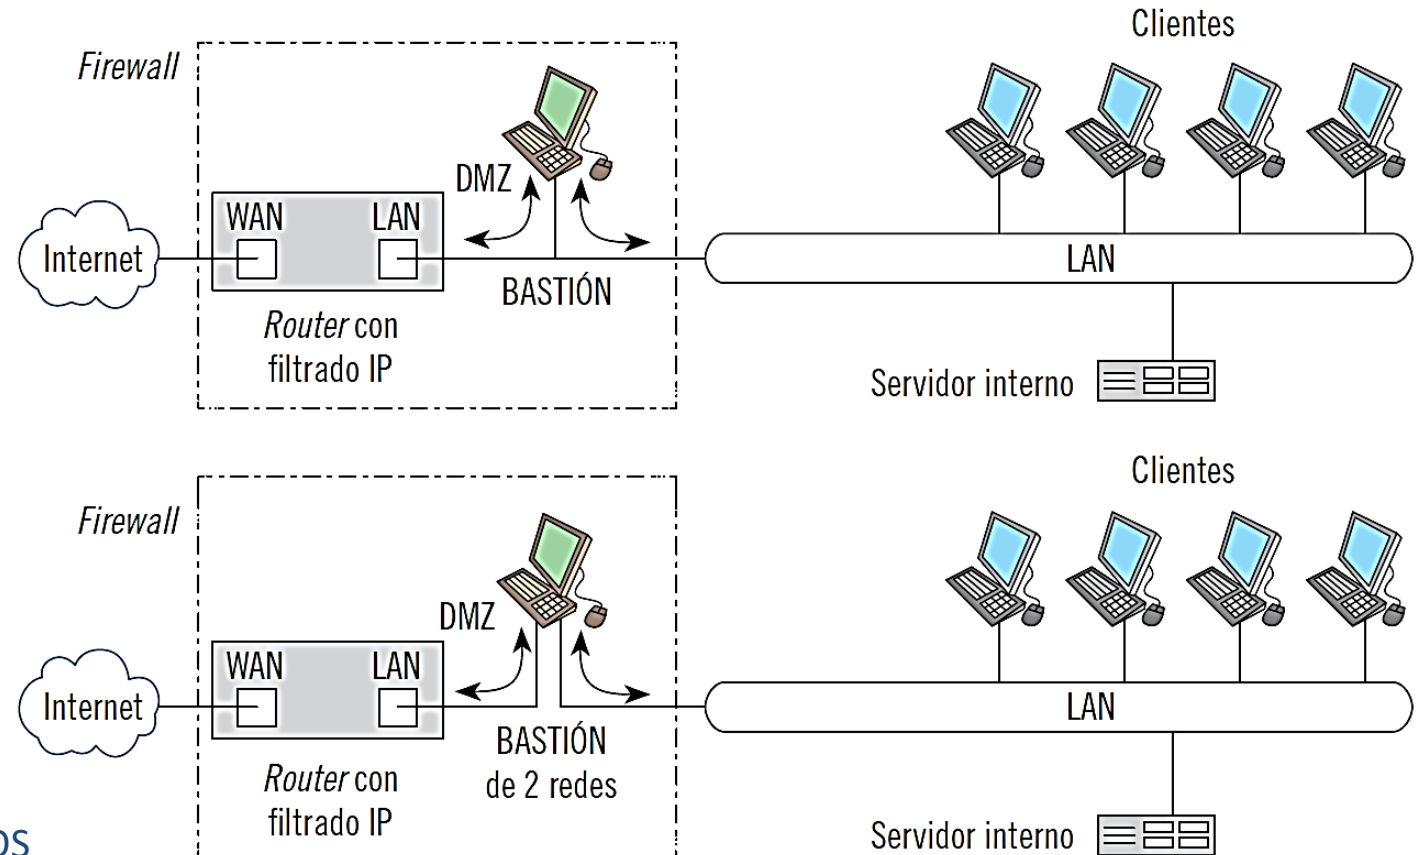 Clientes
Firewall
DMZ
WAN LAN
Internet
LAN
BASTIÓN
Router con
filtrado IP
Servidor interno
Clientes
Firewall
DMZ
WAN LAN
Internet
LAN
BASTIÓN
de 2 redes
Router con
filtrado IP
Servidor interno
os